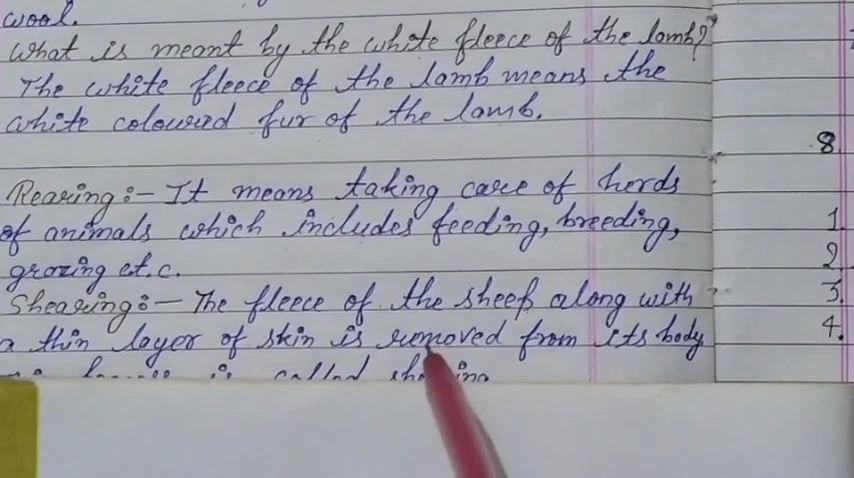 wool.
What is meant by the white fleece of the lamb?
The white fleece of the lamb means the
white coloured fur of the lamb.
8.
Rearing :- It means taking care of herds
of animals which includes feeding, breeding,
1.
grazing et.c.
2.
Shearing :- The fleece of the sheep along with
3.
a thin layer of skin is removed from its body
4.
is called shearing